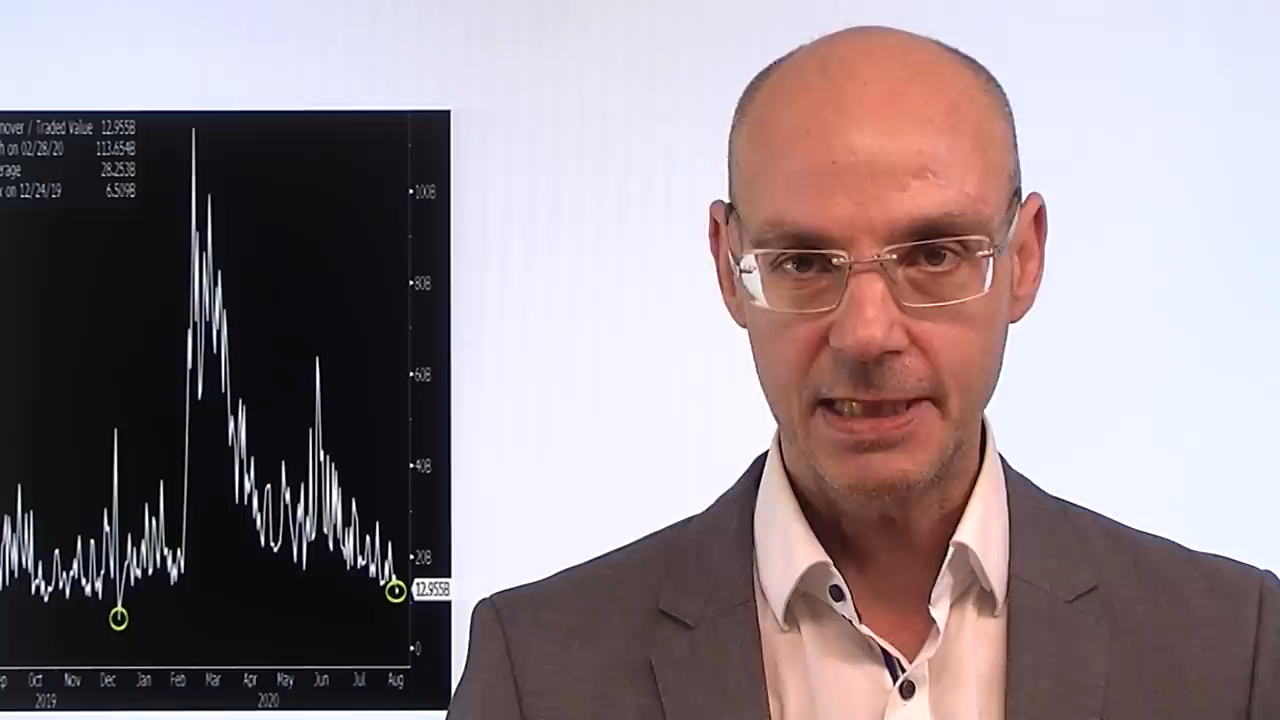 nover / Traded Value 12.955B
h on 02/28/20 113.654B
erage 28.253B
w on 12/24/19 6.509B
100B
80B
60B
40B
20B
12.955B
0
Oct Nov Dec Jan Feb Mar Apr May Jun Jul Aug
2019 2020